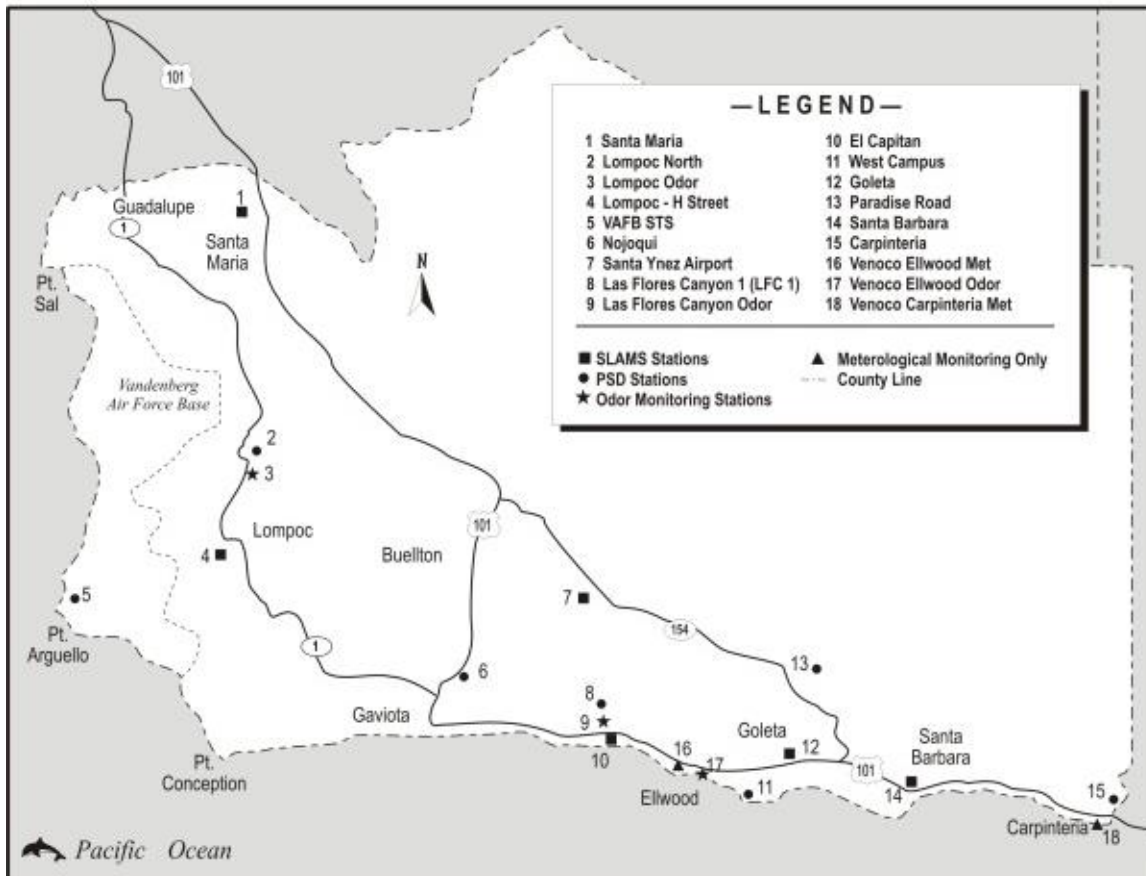 101
—LEGEND—
1 Santa Maria
2 Lompoc North
3 Lompoc Odor
4 Lompoc - H Street
5 VAFB STS
6 Nojoqui
7 Santa Ynez Airport
8 Las Flores Canyon 1 (LFC 1)
9 Las Flores Canyon Odor
10 El Capitan
11 West Campus
12 Goleta
13 Paradise Road
14 Santa Barbara
15 Carpinteria
16 Venoco Ellwood Met
17 Venoco Ellwood Odor
18 Venoco Carpinteria Met
SLAMS Stations
PSD Stations
Odor Monitoring Stations
Meterological Monitoring Only
County Line
Guadalupe
1
1
Santa
Maria
N
Pt.
Sal
Vandenberg
Air Force Base
2
3
Lompoc
101
Buellton
4
5
7
Pt.
Arguello
1
154
6
13
8
Gaviota
9
10
Goleta
12
Santa
Barbara
16
17
101
Pt.
Conception
Ellwood
11
14
15
Carpinteria
18
Pacific Ocean